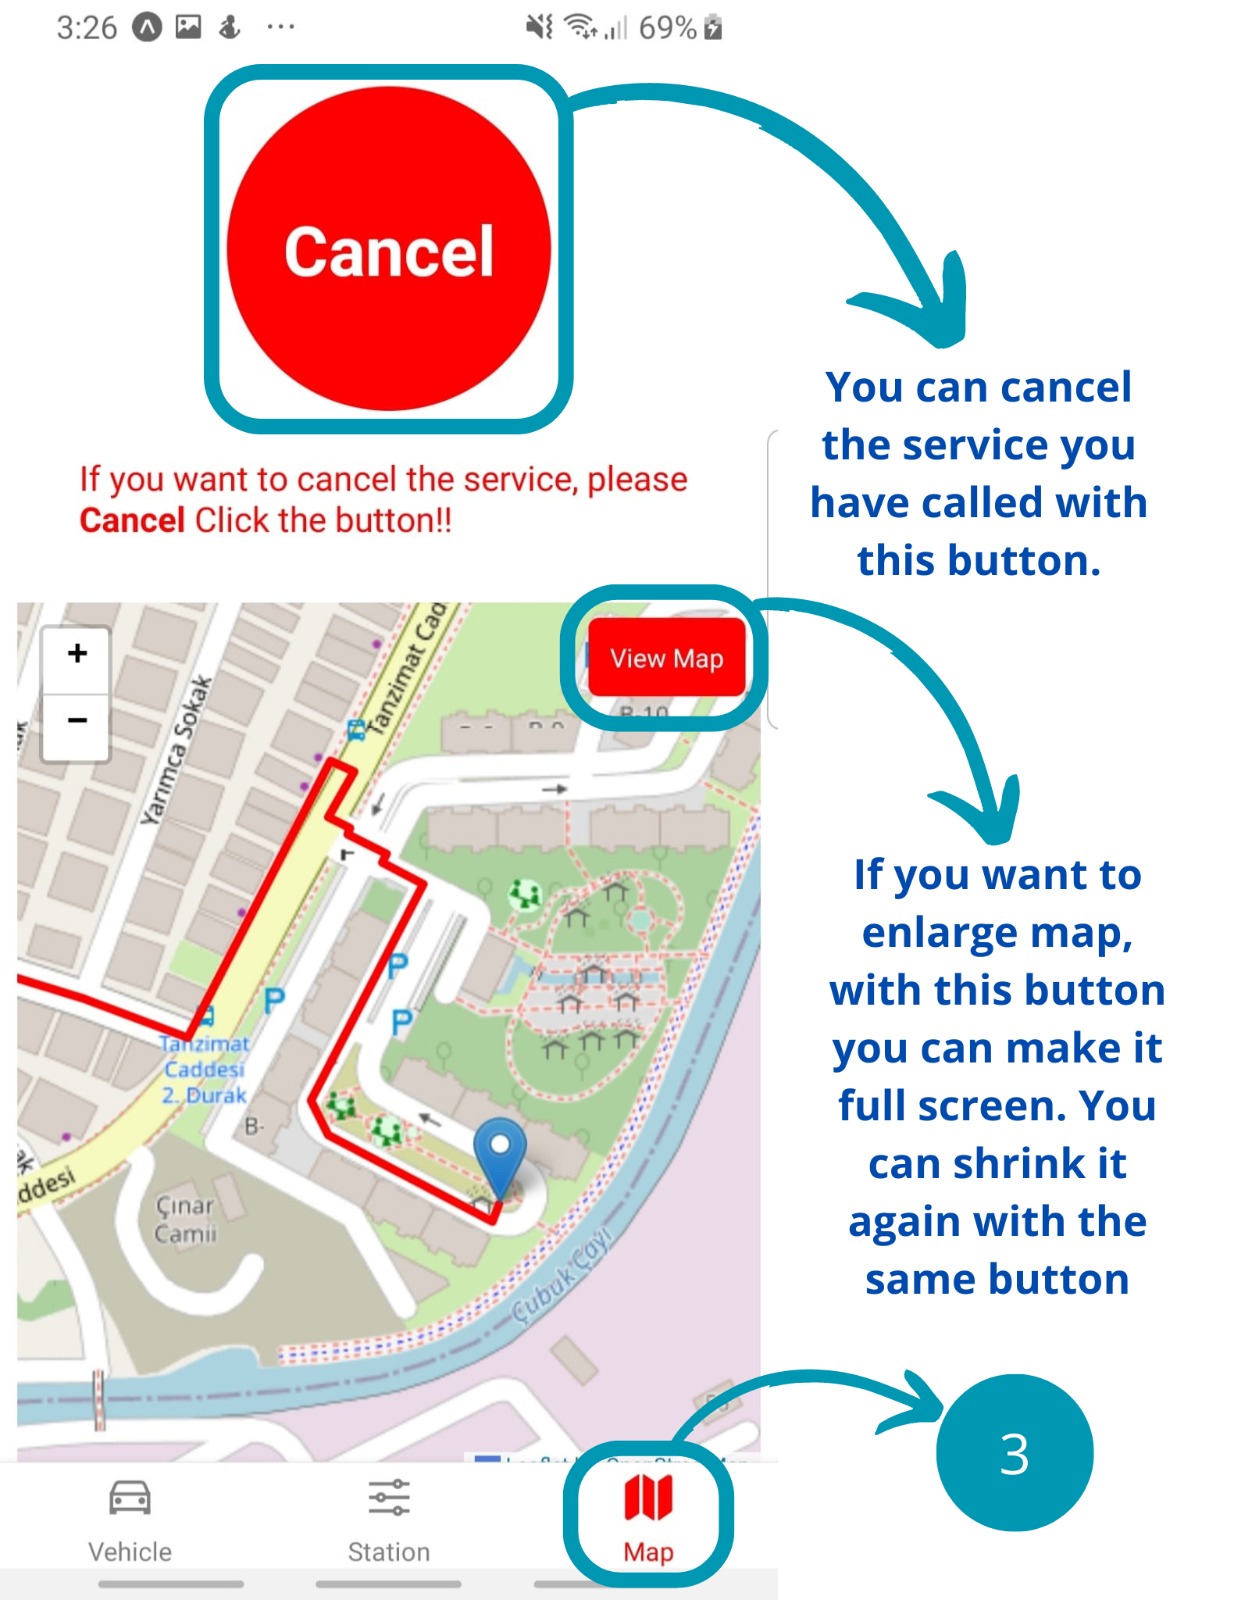 3:26
69%
Cancel
You can cancel
the service you
have called with
this button.
If you want to cancel the service, please
Cancel Click the button!!
+
−
View Map
B-10
Tanzimat Cad
Yarımca Sokak
P
P
P
Tanzimat
Caddesi
2. Durak
B-
ddesi
Çınar
Camii
Çubuk Çayı
If you want to
enlarge map,
with this button
you can make it
full screen. You
can shrink it
again with the
same button
3
Vehicle
Station
Map